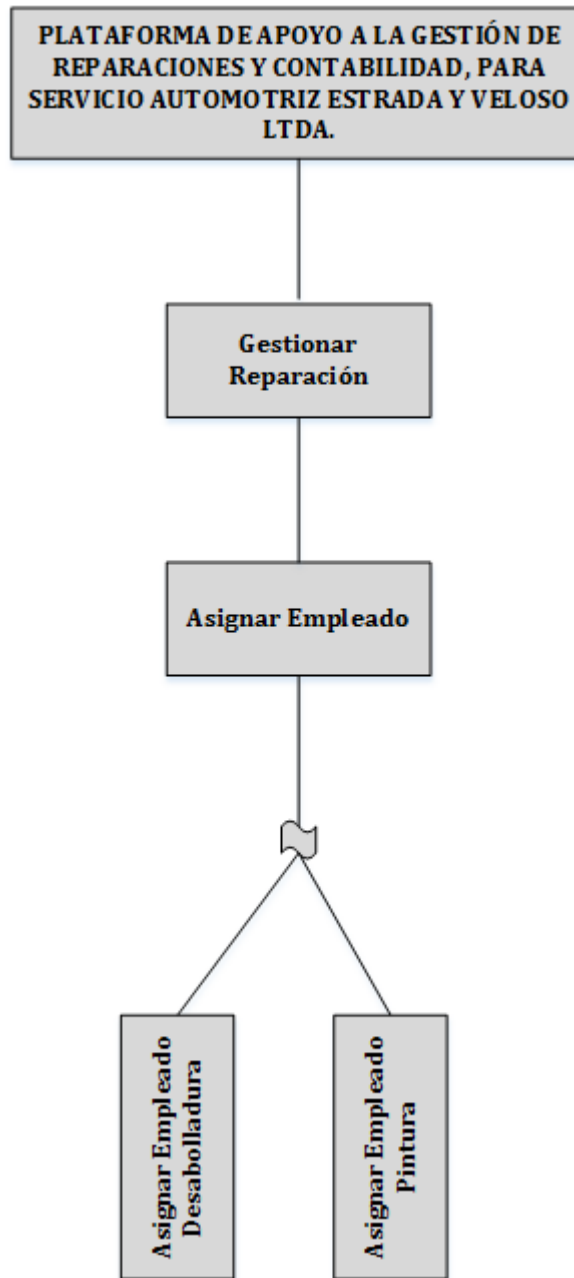 PLATAFORMA DE APOYO A LA GESTIÓN DE
REPARACIONES Y CONTABILIDAD, PARA
SERVICIO AUTOMOTRIZ ESTRADA Y VELOSO
LTDA.
Gestionar
Reparación
Asignar Empleado
Asignar Empleado
Desabolladura
Asignar Empleado
Pintura